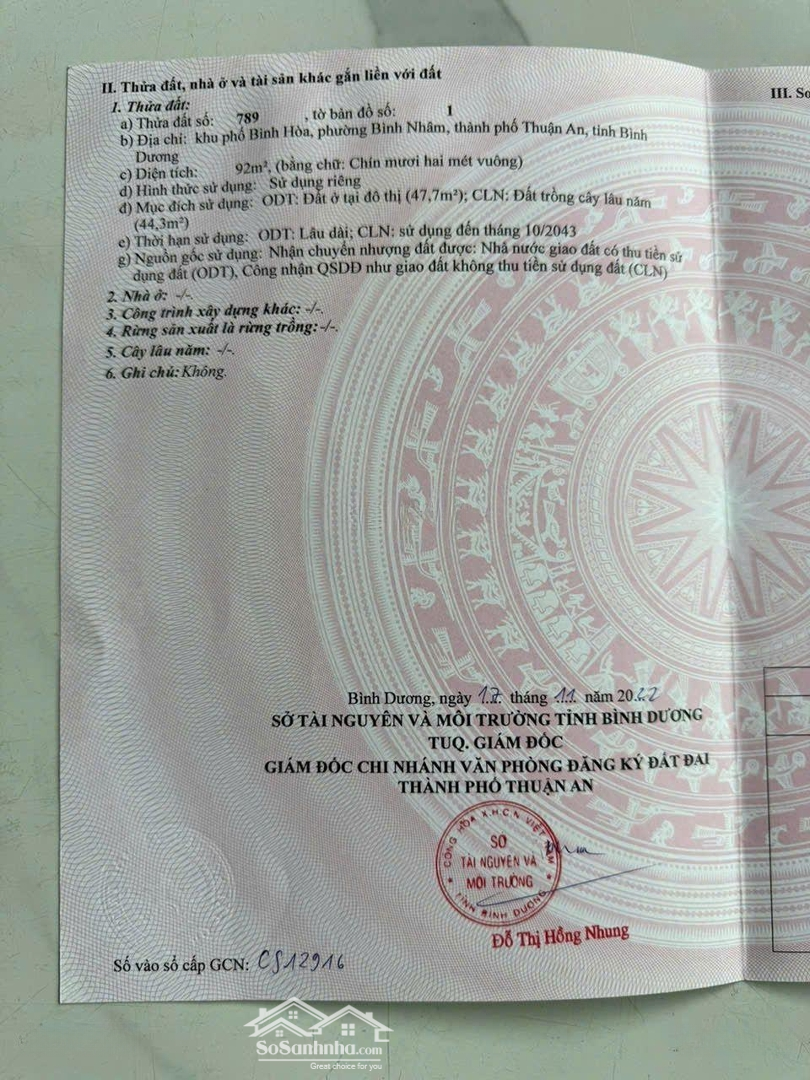 II. Thửa đất, nhà ở và tài sản khác gắn liền với đất
1. Thửa đất:
a) Thửa đất số: 789 , tờ bản đồ số: 1
b) Địa chỉ: khu phố Bình Hòa, phường Bình Nhâm, thành phố Thuận An, tỉnh Bình
Dương
c) Diện tích: 92m², (bằng chữ: Chín mươi hai mét vuông)
d) Hình thức sử dụng: Sử dụng riêng
đ) Mục đích sử dụng: ODT: Đất ở tại đô thị (47,7m²); CLN: Đất trồng cây lâu năm
(44,3m²)
e) Thời hạn sử dụng: ODT: Lâu dài; CLN: sử dụng đến tháng 10/2043
g) Nguồn gốc sử dụng: Nhận chuyển nhượng đất được: Nhà nước giao đất có thu tiền sử
dụng đất (ODT), Công nhận QSDĐ như giao đất không thu tiền sử dụng đất (CLN)
2. Nhà ở: -/-.
3. Công trình xây dựng khác: -/-.
4. Rừng sản xuất là rừng trồng:-/-.
5. Cây lâu năm: -/-.
6. Ghi chú: Không.
III. Sơ
Bình Dương, ngày 17 tháng 11 năm 2022
SỞ TÀI NGUYÊN VÀ MÔI TRƯỜNG TỈNH BÌNH DƯƠNG
TUQ. GIÁM ĐỐC
GIÁM ĐỐC CHI NHÁNH VĂN PHÒNG ĐĂNG KÝ ĐẤT ĐAI
THÀNH PHỐ THUẬN AN
CỘNG HÒA X.H.C.N VIỆT NAM
SỞ
TÀI NGUYÊN VÀ
MÔI TRƯỜNG
TỈNH BÌNH DƯƠNG
Đỗ Thị Hồng Nhung
Số vào sổ cấp GCN: CS12916
SoSanhnha.com
Great choice for you